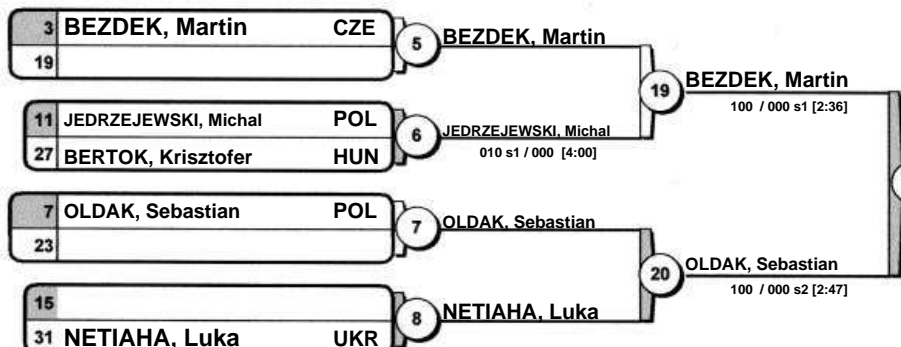 3 BEZDEK, Martin CZE
19
5 BEZDEK, Martin
11 JEDRZEJEWSKI, Michal POL
27 BERTOK, Krisztofer HUN
6 JEDRZEJEWSKI, Michal
010 s1 / 000 [4:00]
19 BEZDEK, Martin
100 / 000 s1 [2:36]
7 OLDAK, Sebastian POL
23
7 OLDAK, Sebastian
15
31 NETIAHA, Luka UKR
8 NETIAHA, Luka
20 OLDAK, Sebastian
100 / 000 s2 [2:47]